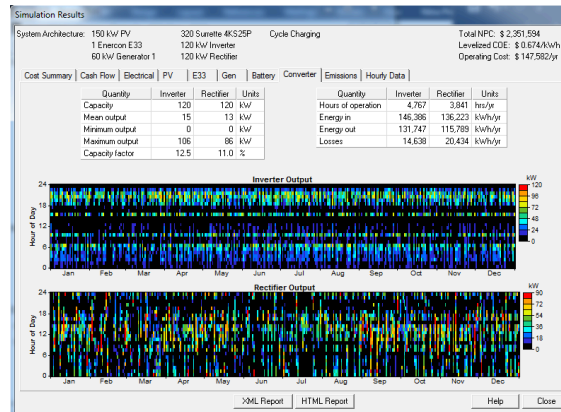 Simulation Results
System Architecture: 150 kW PV 320 Surrette 4KS25P Cycle Charging Total NPC: $ 2,351,594
1 Enercon E33 120 kW Inverter Levelized COE: $ 0.674/kWh
60 kW Generator 1 120 kW Rectifier Operating Cost: $ 147,582/yr
Cost Summary Cash Flow Electrical PV E33 Gen Battery Converter Emissions Hourly Data
Quantity Inverter Rectifier Units
Capacity 120 120 kW
Mean output 15 13 kW
Minimum output 0 0 kW
Maximum output 106 86 kW
Capacity factor 12.5 11.0 %
Quantity Inverter Rectifier Units
Hours of operation 4,767 3,841 hrs/yr
Energy in 146,386 136,223 kWh/yr
Energy out 131,747 115,789 kWh/yr
Losses 14,638 20,434 kWh/yr
Inverter Output
Hour of Day
24
18
12
6
0
Jan Feb Mar Apr May Jun Jul Aug Sep Oct Nov Dec
kW
120
96
72
48
24
0
Rectifier Output
Hour of Day
24
18
12
6
0
Jan Feb Mar Apr May Jun Jul Aug Sep Oct Nov Dec
kW
90
72
54
36
18
0
XML Report HTML Report Help Close